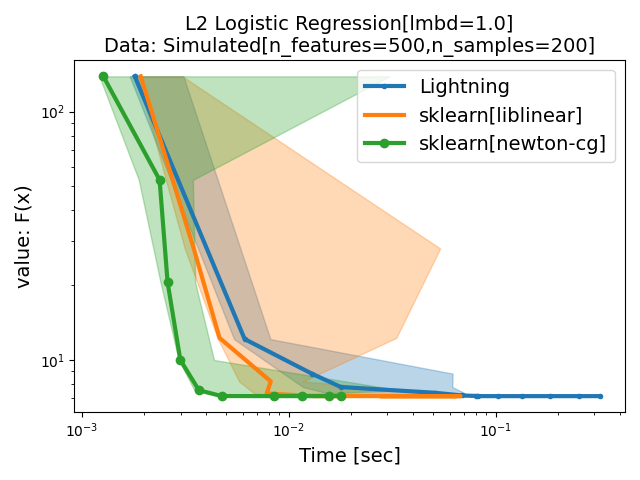 L2 Logistic Regression[lmbd=1.0]
Data: Simulated[n_features=500,n_samples=200]
Lightning
sklearn[liblinear]
sklearn[newton-cg]
value: F(x)
10²
10¹
10⁻³
10⁻²
10⁻¹
Time [sec]